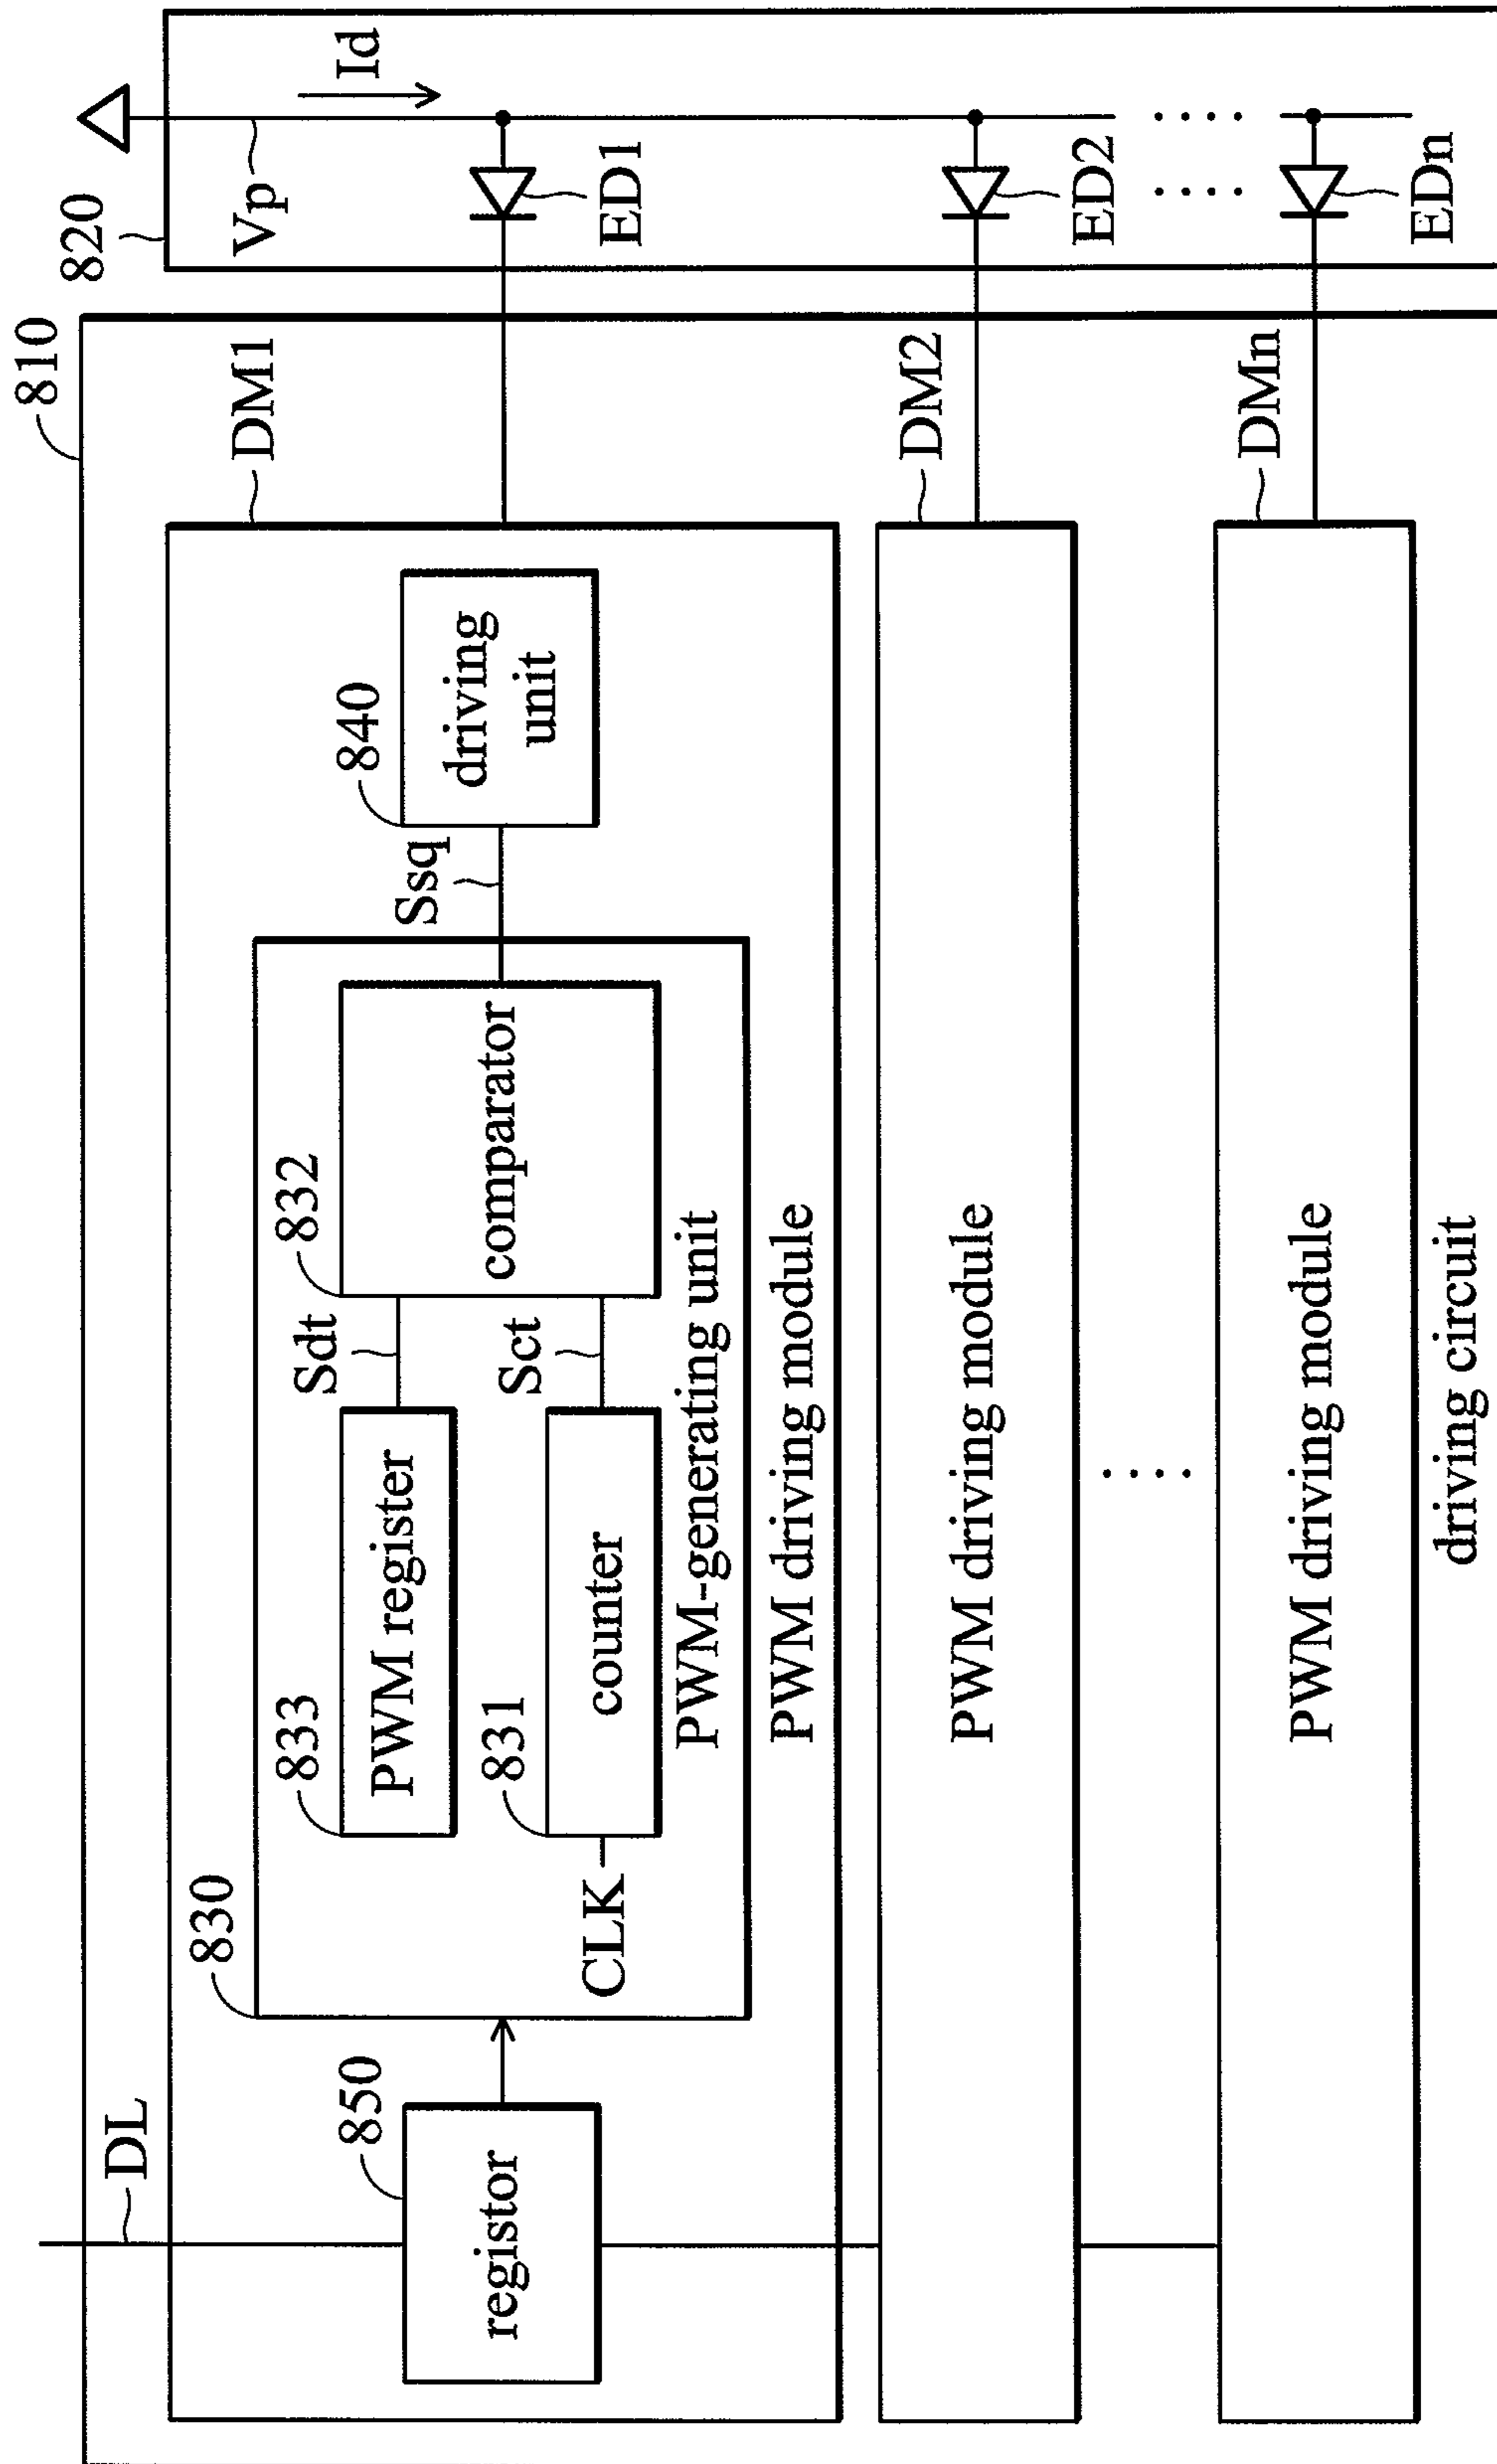 810
820
DL
DM1
Vp
Id
830
850
registor
833
PWM register
Sdt
832
comparator
831
CLK
counter
Sct
Ssq
840
driving
unit
ED1
PWM-generating unit
PWM driving module
DM2
PWM driving module
ED2
. . . .
. . . .
. . . .
DMn
PWM driving module
EDn
driving circuit